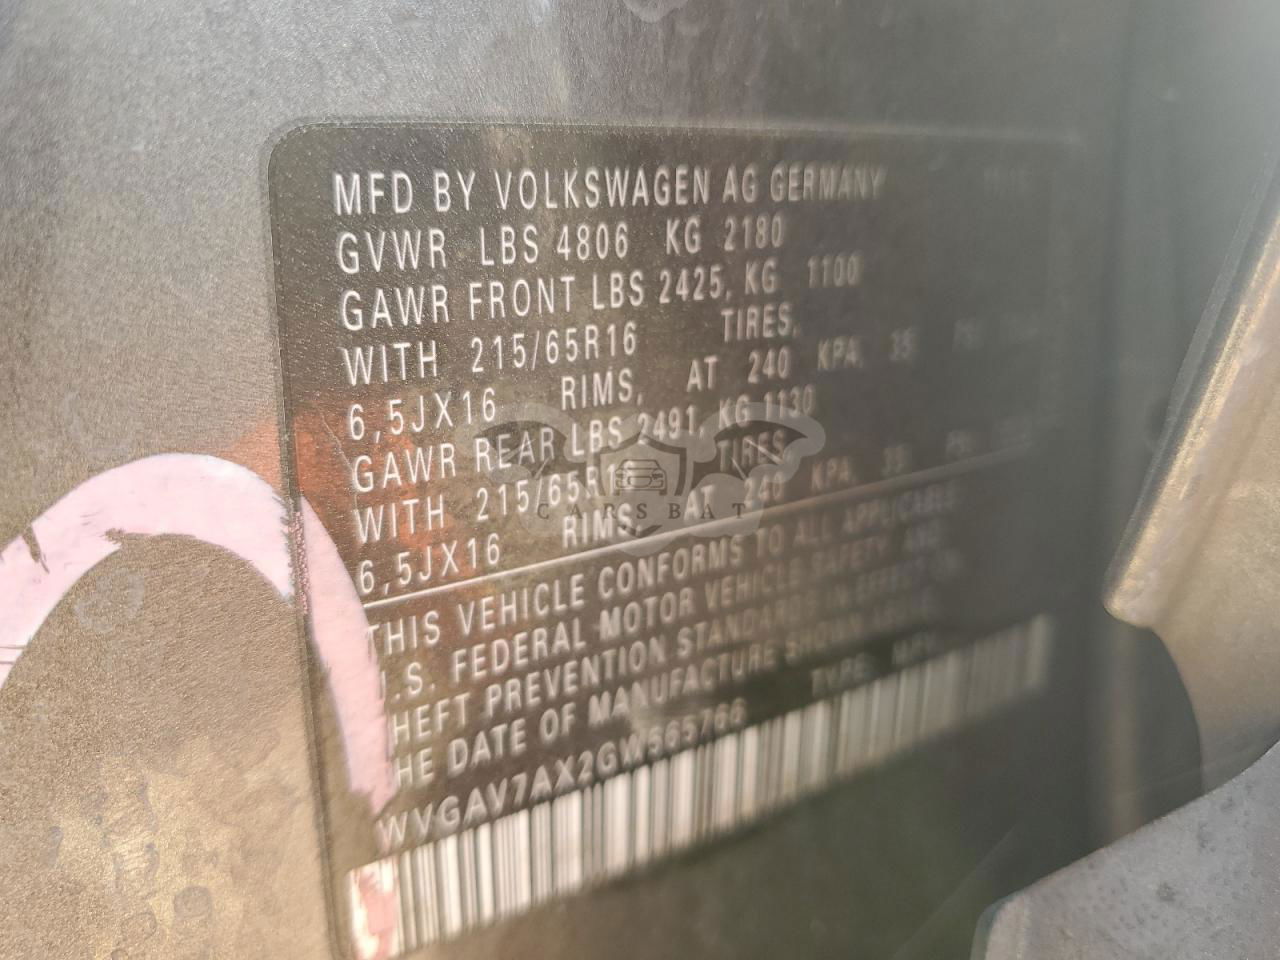 MFD BY VOLKSWAGEN AG GERMANY
GVWR LBS 4806 KG 2180
GAWR FRONT LBS 2425, KG 1100
WITH 215/65R16 TIRES,
6,5JX16 RIMS, AT 240 KPA, 35
GAWR REAR LBS 2491, KG 1130
WITH 215/65R16 TIRES,
6,5JX16 RIMS, AT 240 KPA, 35
THIS VEHICLE CONFORMS TO ALL APPLICABLE
U.S. FEDERAL MOTOR VEHICLE SAFETY, AND
THEFT PREVENTION STANDARDS IN EFFECT ON
THE DATE OF MANUFACTURE SHOWN ABOVE.
WVGAV7AX2GW565766 TYPE:
CARSBAT